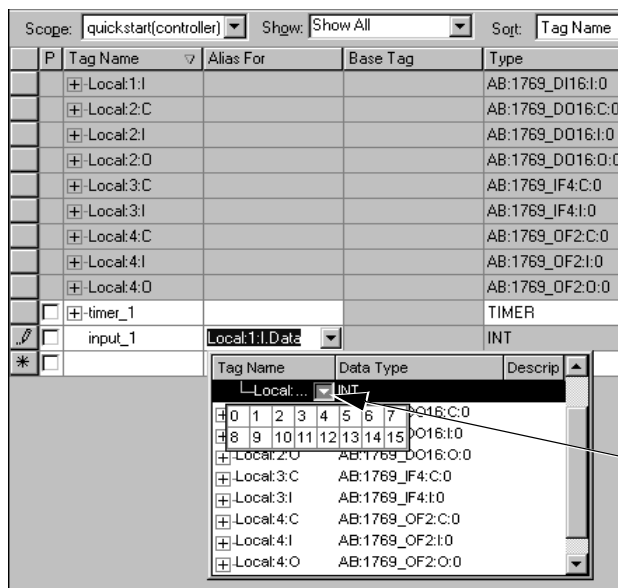 Scope: quickstart(controller) Show: Show All Sort: Tag Name
P Tag Name Alias For Base Tag Type
Local:1:I AB:1769_DI16:I:0
Local:2:C AB:1769_DO16:C:0
Local:2:I AB:1769_DO16:I:0
Local:2:O AB:1769_DO16:O:0
Local:3:C AB:1769_IF4:C:0
Local:3:I AB:1769_IF4:I:0
Local:4:C AB:1769_OF2:C:0
Local:4:I AB:1769_OF2:I:0
Local:4:O AB:1769_OF2:O:0
timer_1 TIMER
input_1 Local:1:I.Data INT
Tag Name Data Type Descrip
Local:... INT
0 1 2 3 4 5 6 7 DO16:C:0
8 9 10 11 12 13 14 15 DO16:I:0
Local:2:O AB:1769_DO16:O:0
Local:3:C AB:1769_IF4:C:0
Local:3:I AB:1769_IF4:I:0
Local:4:C AB:1769_OF2:C:0
Local:4:I AB:1769_OF2:I:0
Local:4:O AB:1769_OF2:O:0